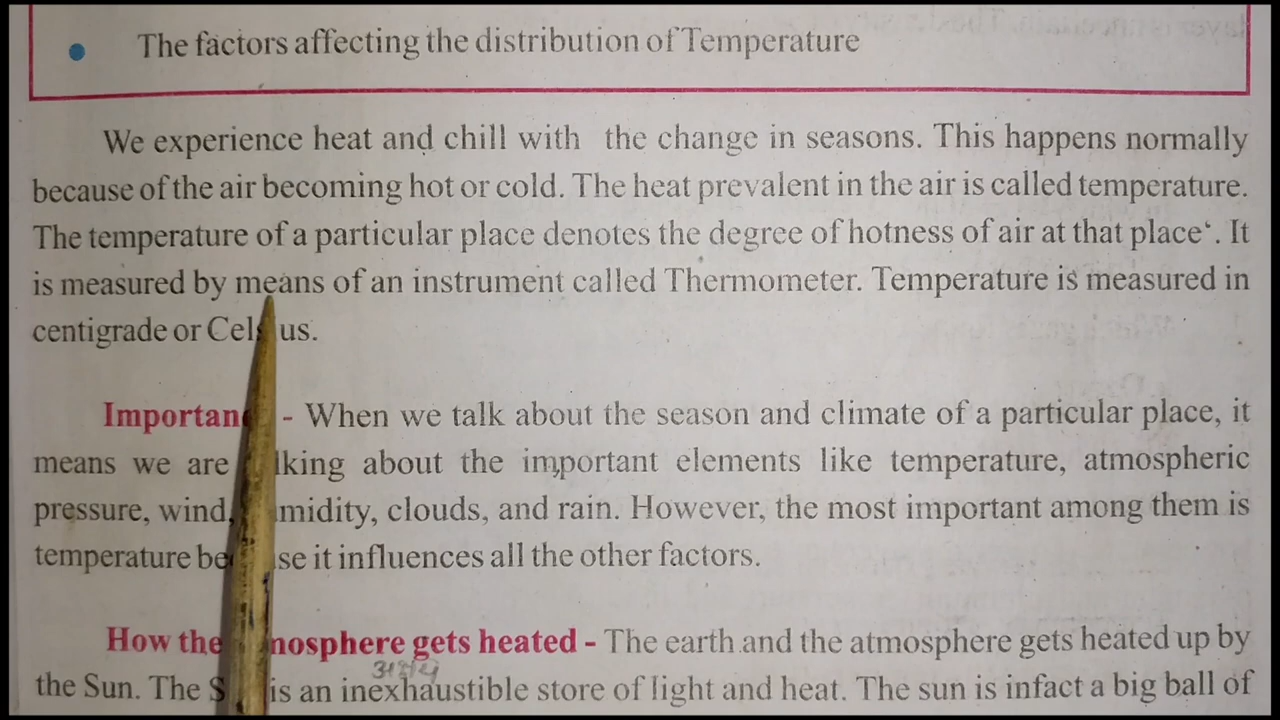 The factors affecting the distribution of Temperature
We experience heat and chill with the change in seasons. This happens normally
because of the air becoming hot or cold. The heat prevalent in the air is called temperature.
The temperature of a particular place denotes the degree of hotness of air at that place‘. It
is measured by means of an instrument called Thermometer. Temperature is measured in
centigrade or Cel us.
Importan - When we talk about the season and climate of a particular place, it
means we are lking about the important elements like temperature, atmospheric
pressure, wind, midity, clouds, and rain. However, the most important among them is
temperature be se it influences all the other factors.
How the mosphere gets heated - The earth and the atmosphere gets heated up by
the Sun. The S is an inexhaustible store of light and heat. The sun is infact a big ball of